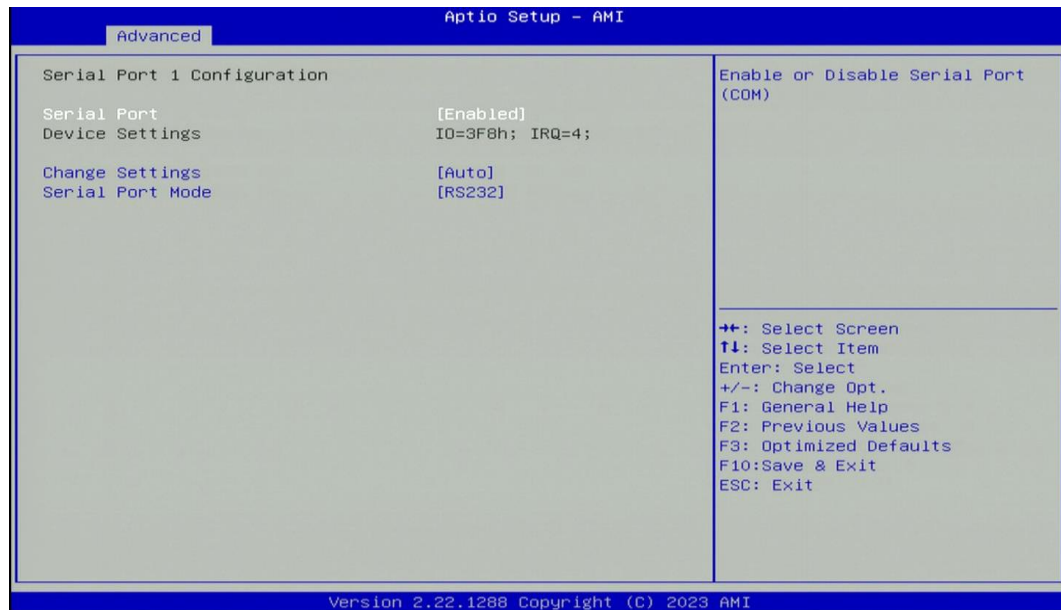 Aptio Setup – AMI
Advanced
Serial Port 1 Configuration
Serial Port [Enabled]
Device Settings IO=3F8h; IRQ=4;
Change Settings [Auto]
Serial Port Mode [RS232]
Enable or Disable Serial Port
(COM)
→←: Select Screen
↑↓: Select Item
Enter: Select
+/-: Change Opt.
F1: General Help
F2: Previous Values
F3: Optimized Defaults
F10:Save & Exit
ESC: Exit
Version 2.22.1288 Copyright (C) 2023 AMI